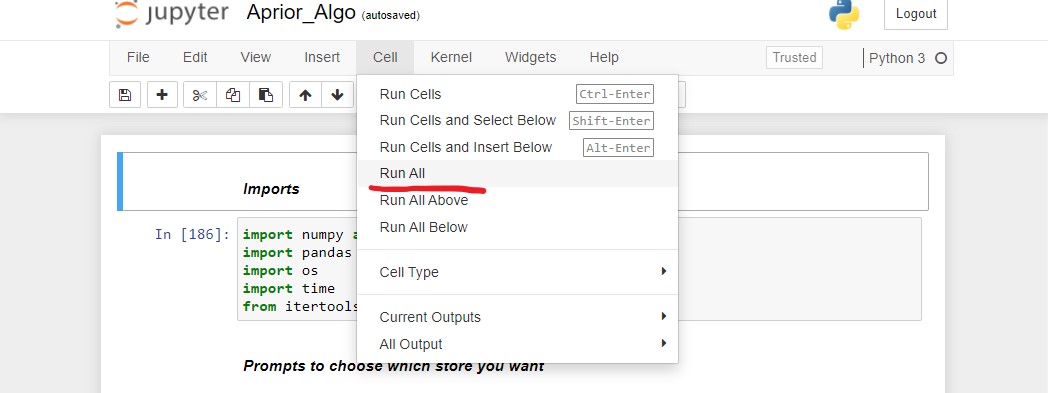 jupyter Aprior_Algo (autosaved)
Logout
File Edit View Insert Cell Kernel Widgets Help Trusted Python 3
Run Cells Ctrl-Enter
Run Cells and Select Below Shift-Enter
Run Cells and Insert Below Alt-Enter
Run All
Run All Above
Run All Below
Cell Type
Current Outputs
All Output
Imports
In [186]:
import numpy
import pandas
import os
import time
from itertools
Prompts to choose which store you want